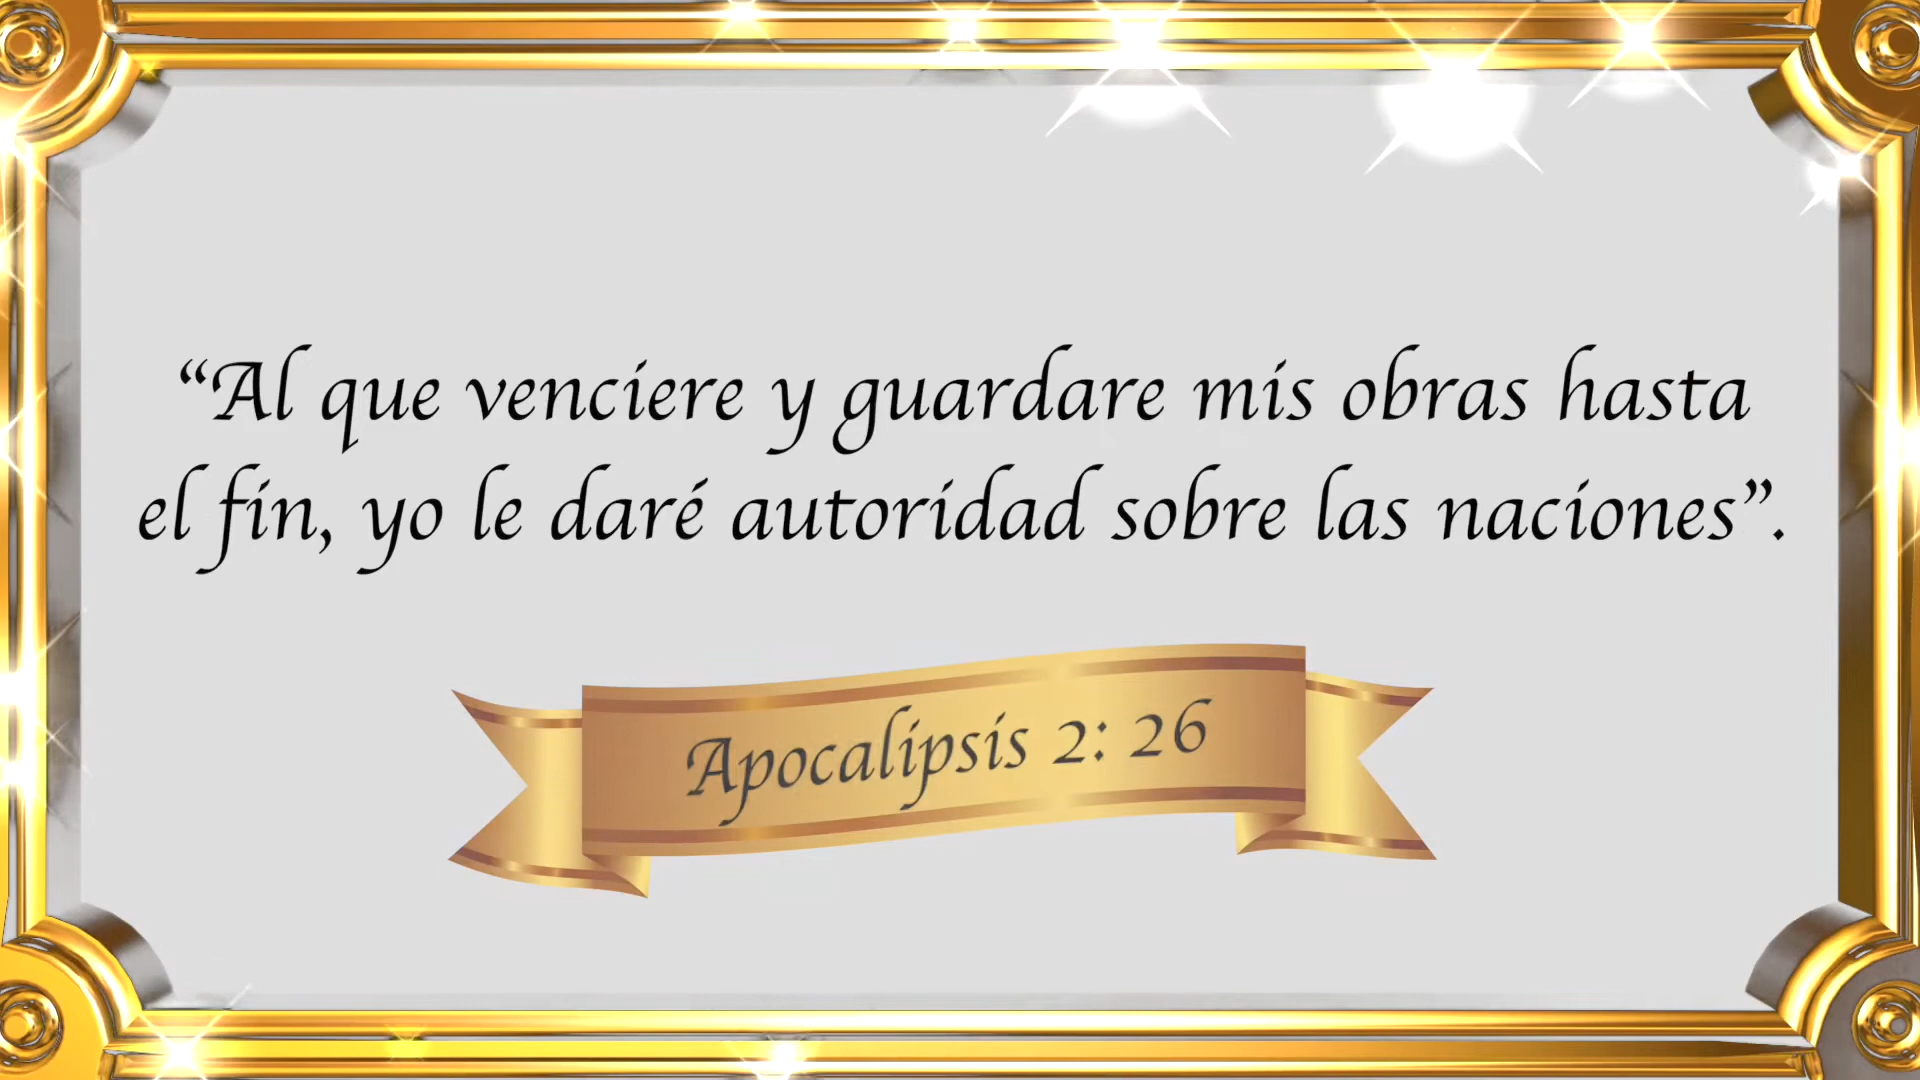 “Al que venciere y guardare mis obras hasta
el fin, yo le daré autoridad sobre las naciones”.
Apocalipsis 2: 26